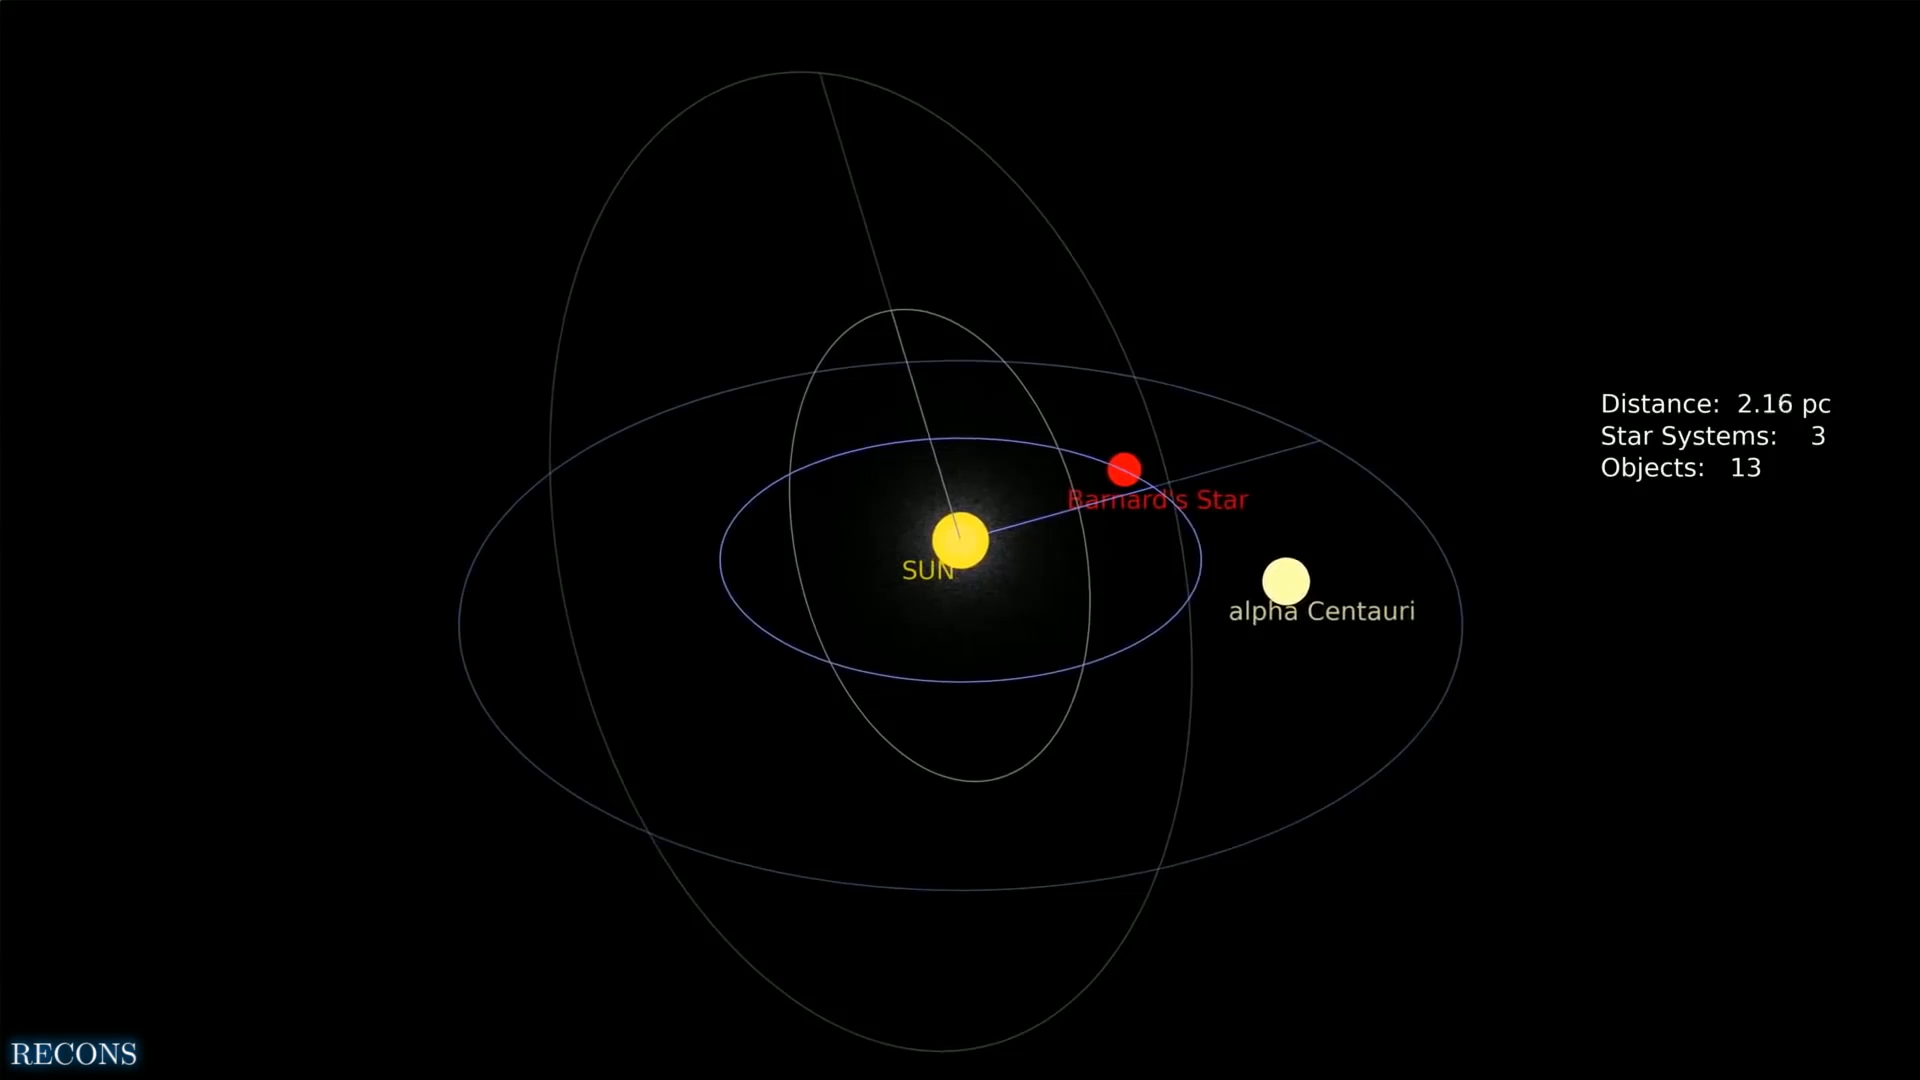 Distance: 2.16 pc
Star Systems: 3
Objects: 13
Barnard's Star
SUN
alpha Centauri
RECONS